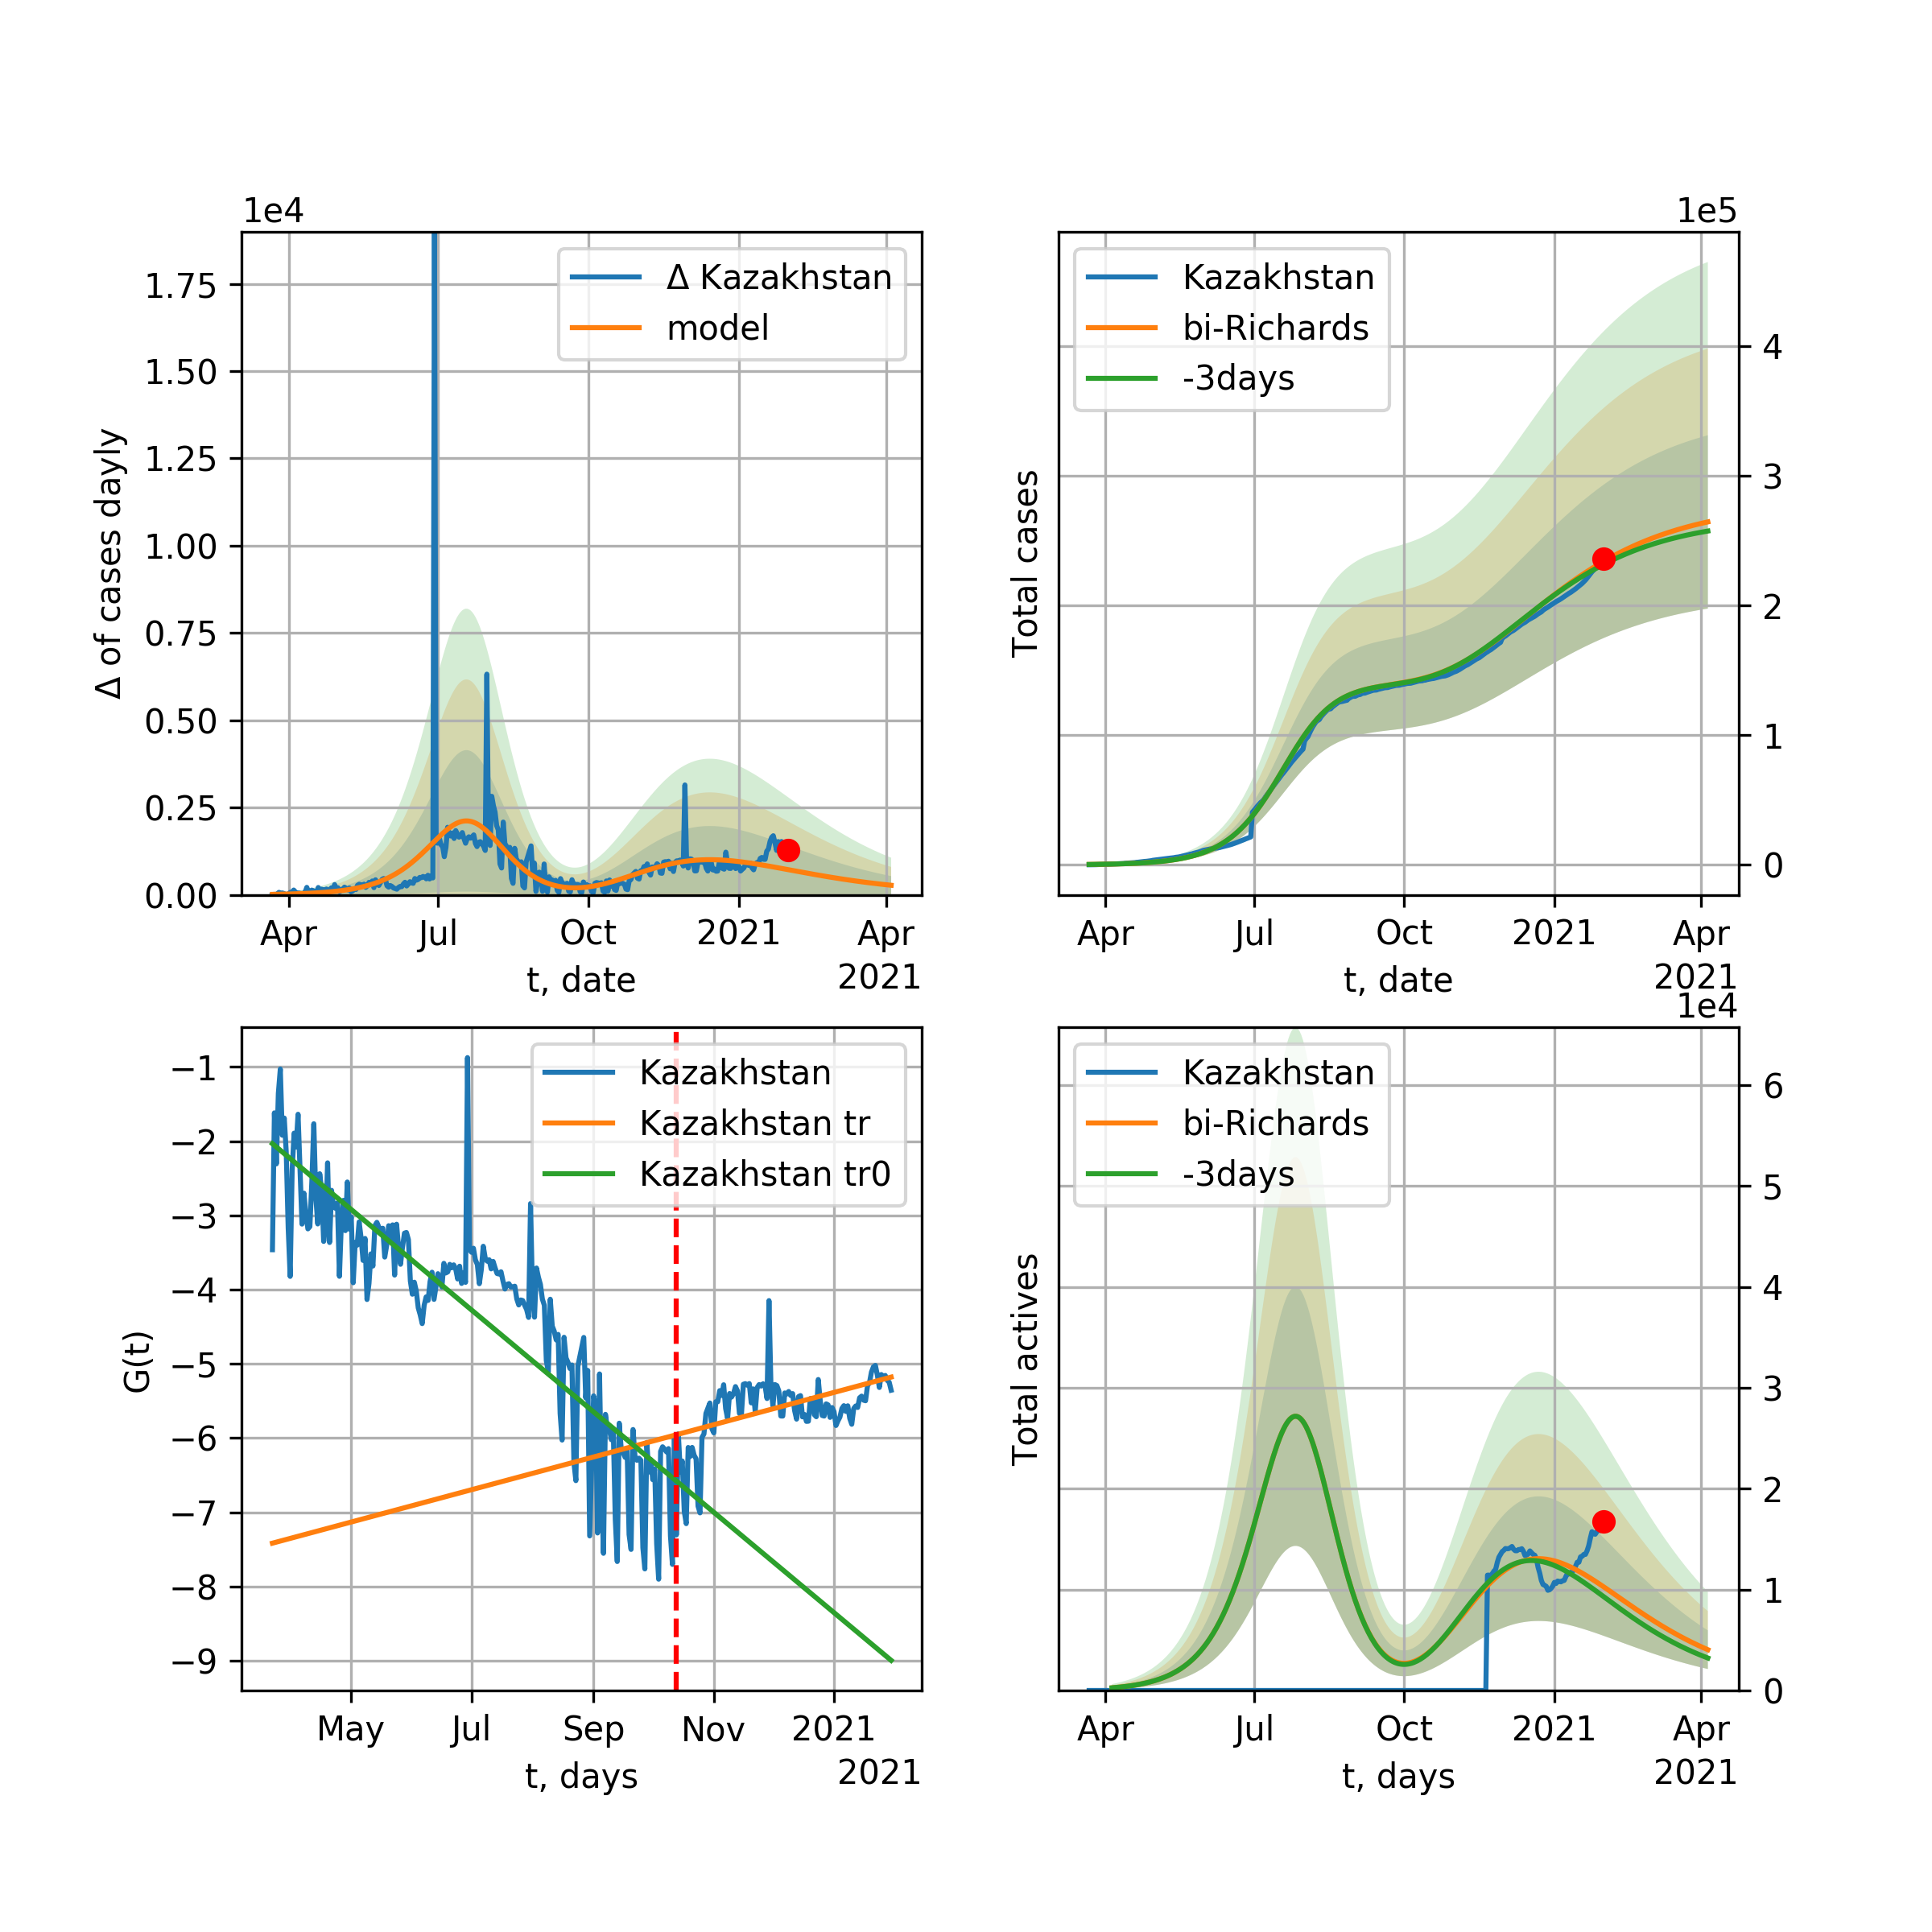 1e4
1.75
1.50
1.25
1.00
0.75
0.50
0.25
0.00
Δ of cases dayly
Δ Kazakhstan
model
Apr Jul Oct 2021 Apr
t, date 2021
1e5
Kazakhstan
bi-Richards
-3days
Total cases
4
3
2
1
0
Apr Jul Oct 2021 Apr
t, date 2021
−1
−2
−3
−4
−5
−6
−7
−8
−9
G(t)
Kazakhstan
Kazakhstan tr
Kazakhstan tr0
May Jul Sep Nov 2021
t, days 2021
1e4
Kazakhstan
bi-Richards
-3days
Total actives
6
5
4
3
2
1
0
Apr Jul Oct 2021 Apr
t, days 2021